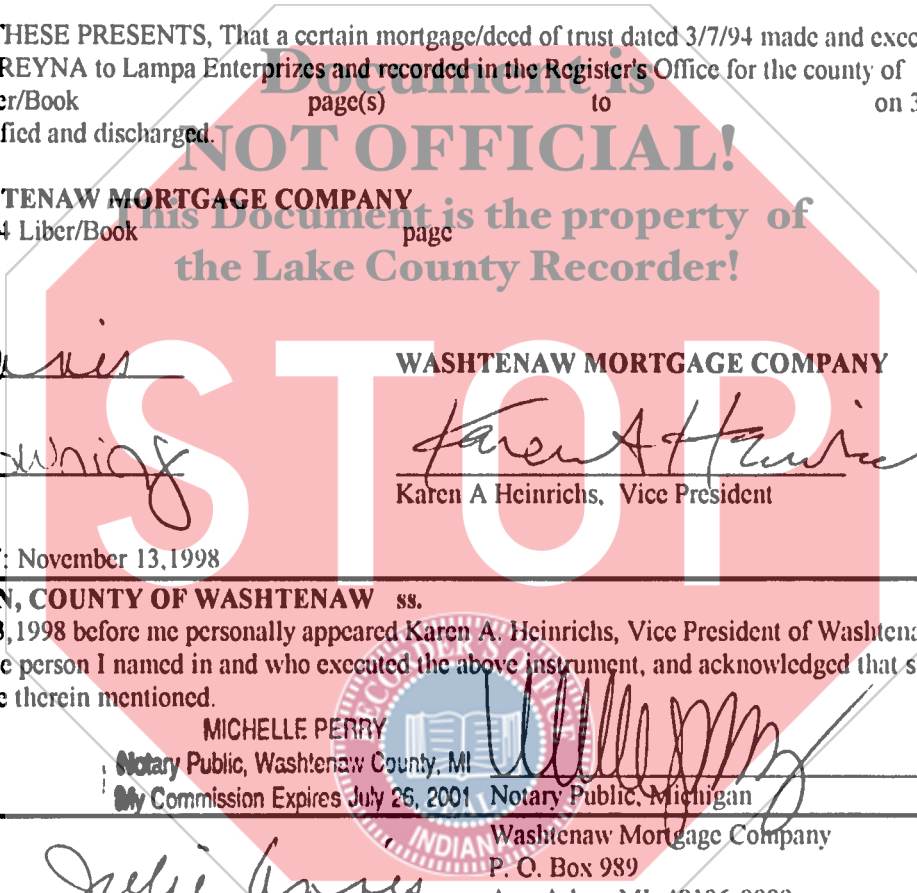 THESE PRESENTS, That a certain mortgage/deed of trust dated 3/7/94 made and exec
REYNA to Lampa Enterprizes and recorded in the Register's Office for the county of
er/Book page(s) to on 3
fied and discharged.
Document is
NOT OFFICIAL!
This Document is the property of
the Lake County Recorder!
STOP
TENAW MORTGAGE COMPANY
4 Liber/Book page
WASHTENAW MORTGAGE COMPANY
Karen A Heinrichs, Vice President
: November 13,1998
N, COUNTY OF WASHTENAW ss.
3,1998 before me personally appeared Karen A. Heinrichs, Vice President of Washtena
e person I named in and who executed the above instrument, and acknowledged that s
e therein mentioned.
MICHELLE PERRY
Notary Public, Washtenaw County, MI
My Commission Expires July 26, 2001
Notary Public, Michigan
RECORDER'S OFFICE
SEAL
INDIANA
Washtenaw Mortgage Company
P. O. Box 989